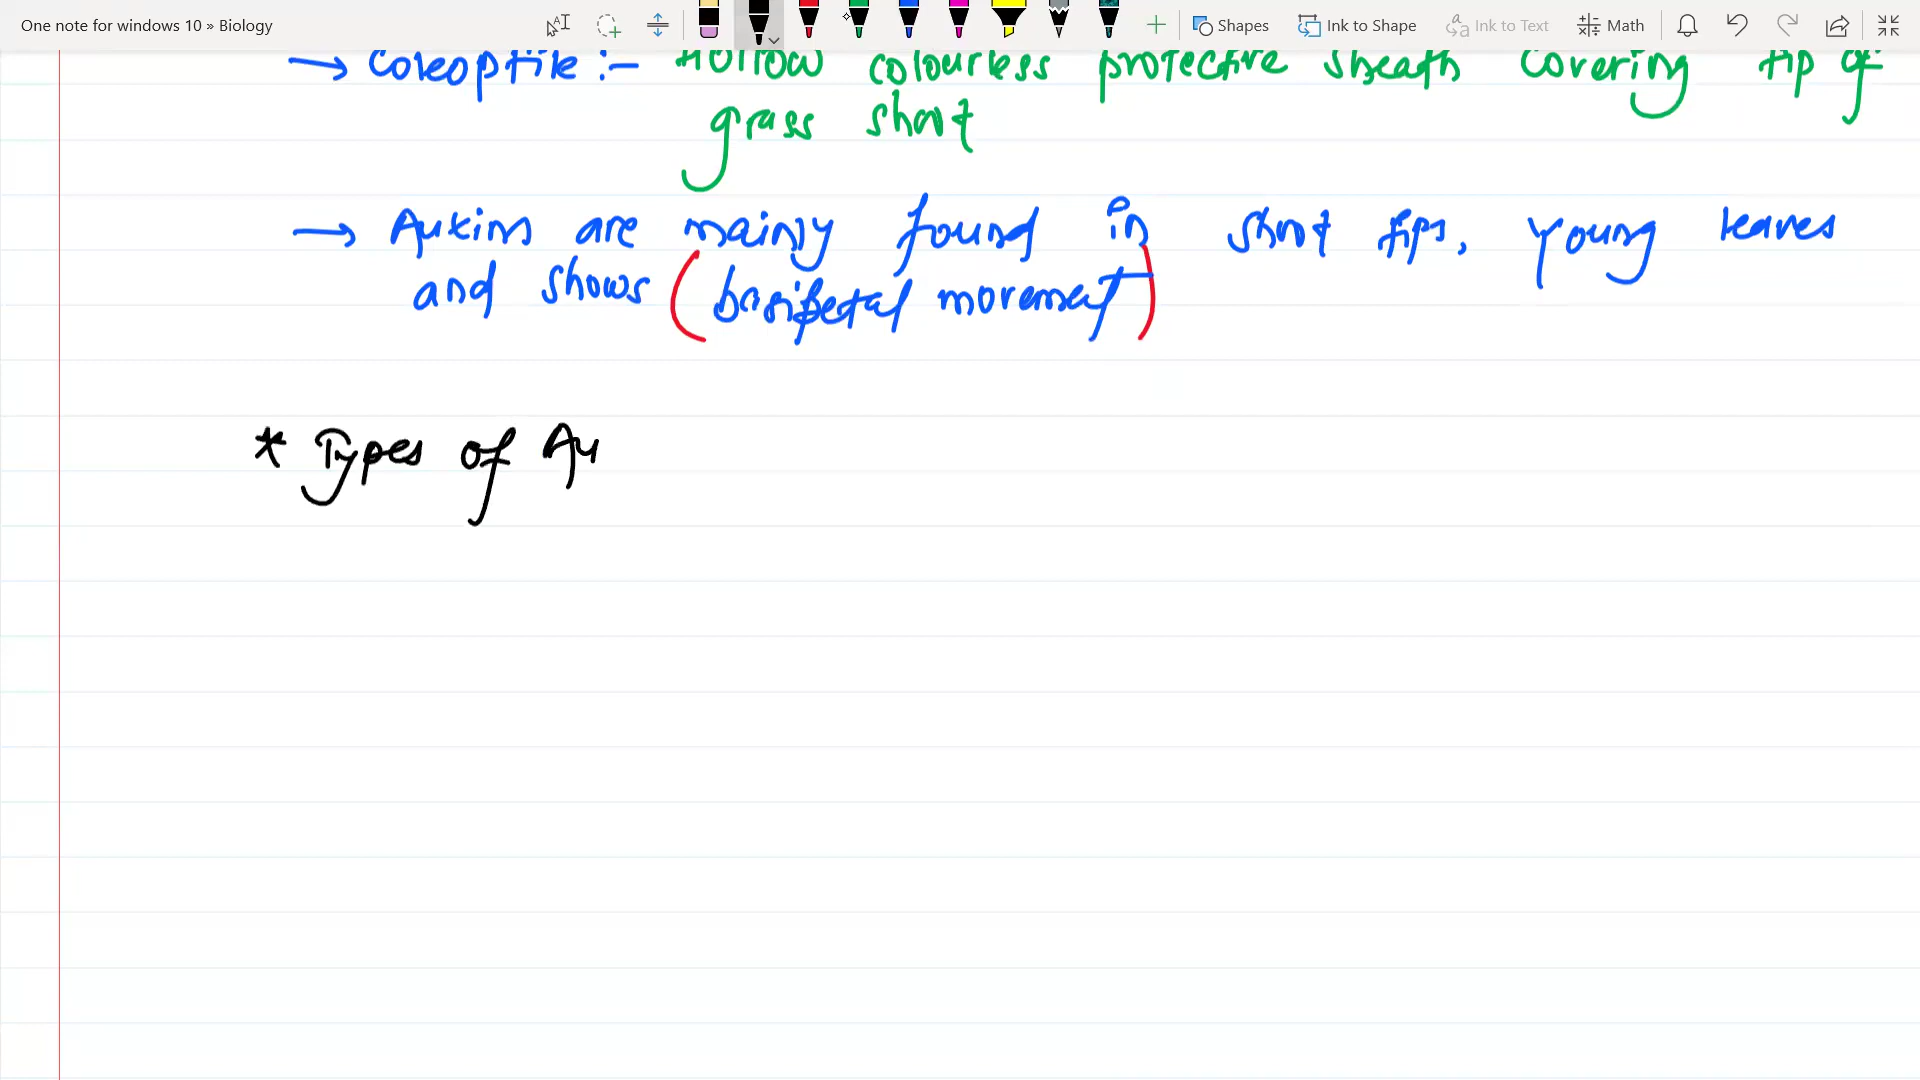 One note for windows 10 » Biology
Shapes Ink to Shape Ink to Text Math
→ Coleoptile :- Hollow colourless protective sheath covering tip of
grass shoot
→ Auxins are mainly found in shoot tips, young leaves
and shows (basipetal movement)
* Types of Au